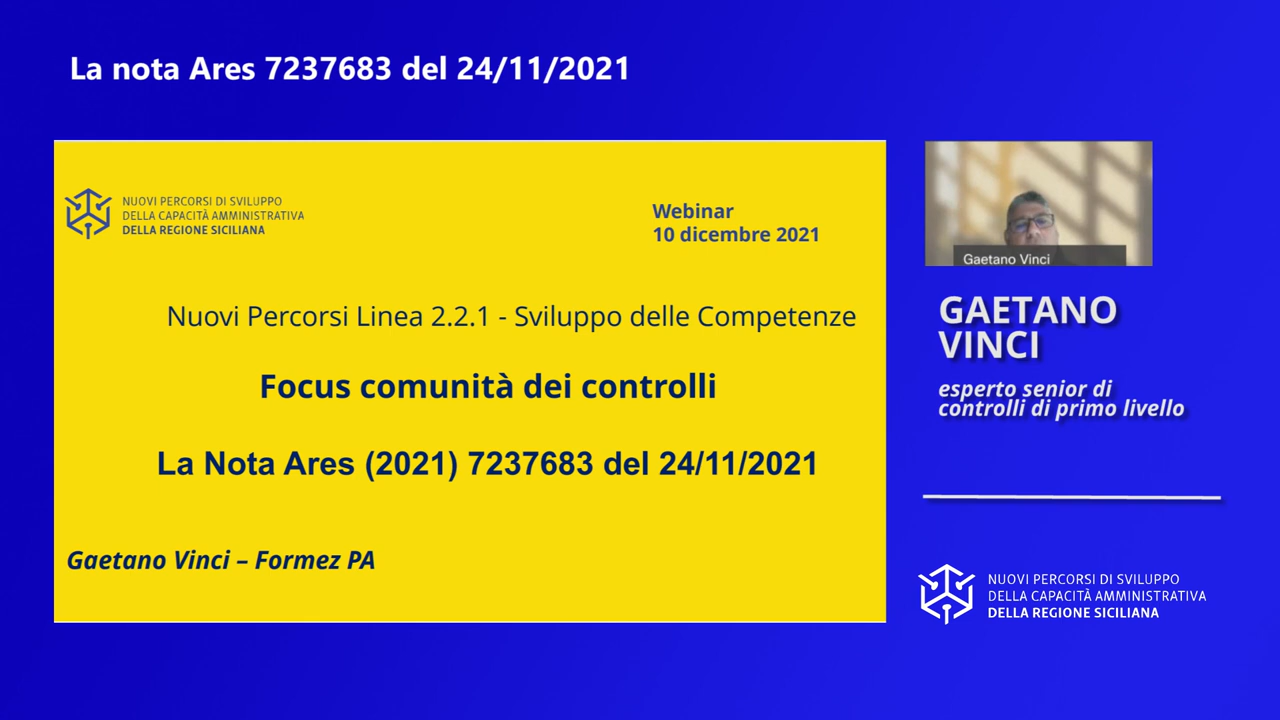 La nota Ares 7237683 del 24/11/2021
NUOVI PERCORSI DI SVILUPPO
DELLA CAPACITÀ AMMINISTRATIVA
DELLA REGIONE SICILIANA
Webinar
10 dicembre 2021
Nuovi Percorsi Linea 2.2.1 - Sviluppo delle Competenze
Focus comunità dei controlli
La Nota Ares (2021) 7237683 del 24/11/2021
Gaetano Vinci – Formez PA
Gaetano Vinci
GAETANO
VINCI
esperto senior di
controlli di primo livello
NUOVI PERCORSI DI SVILUPPO
DELLA CAPACITÀ AMMINISTRATIVA
DELLA REGIONE SICILIANA